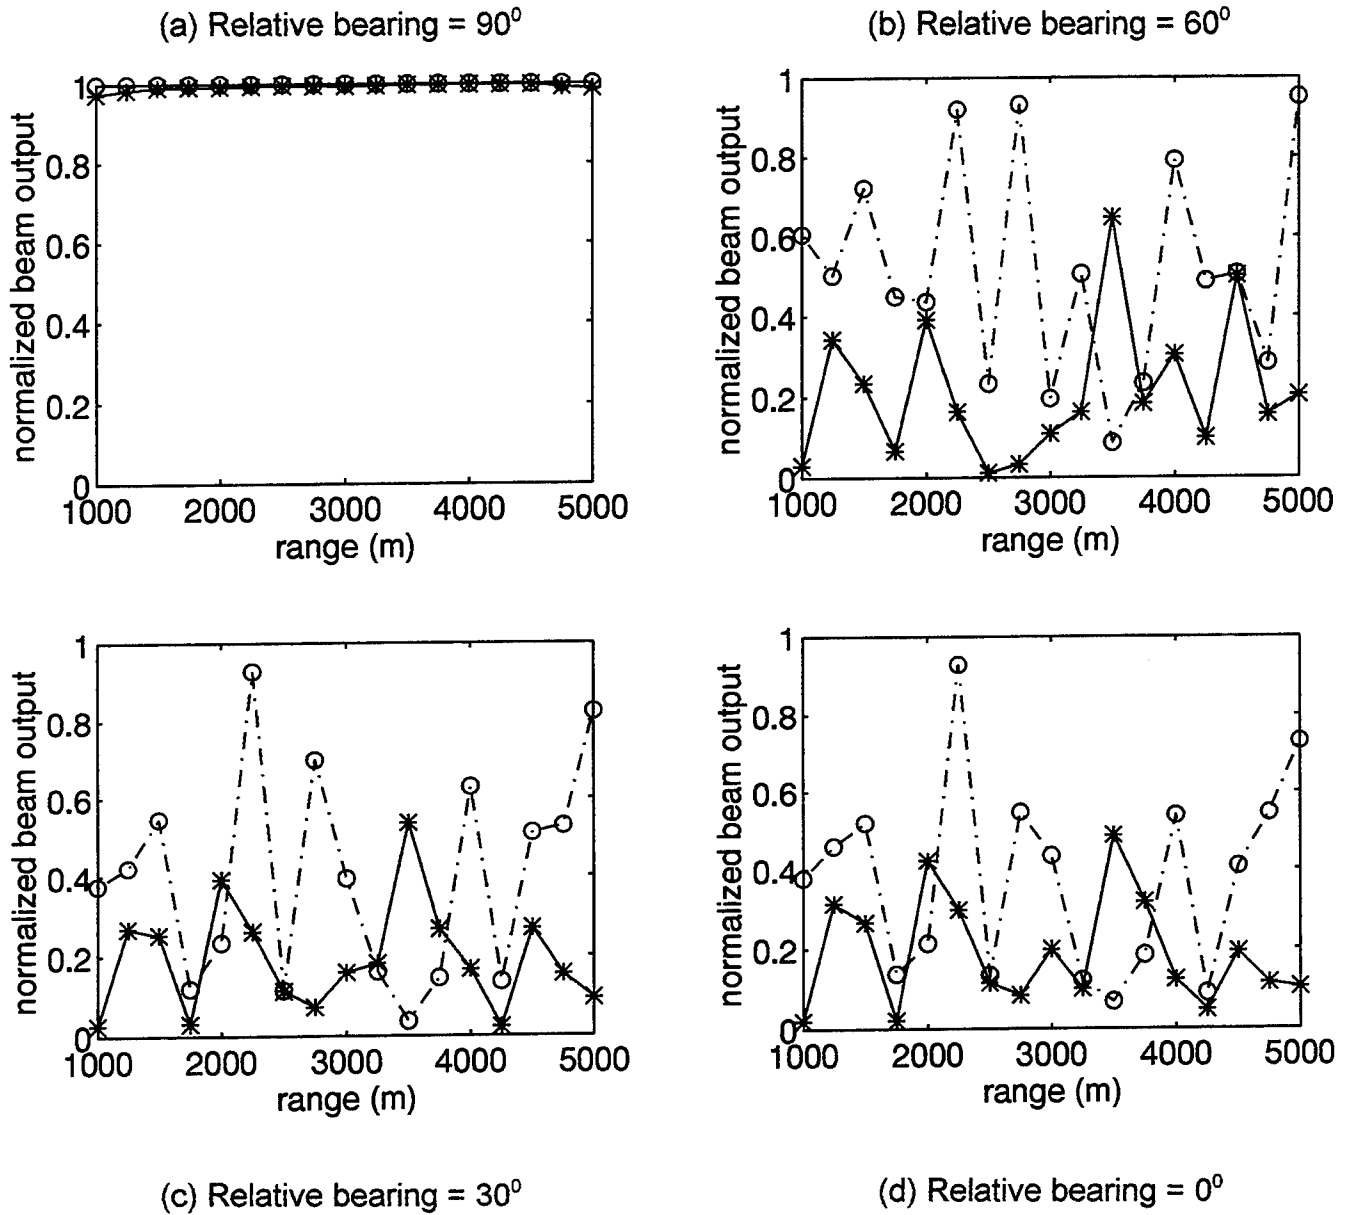 (a) Relative bearing = 90⁰
(b) Relative bearing = 60⁰
normalized beam output
1
0.8
0.6
0.4
0.2
0
1000 2000 3000 4000 5000
range (m)
normalized beam output
1
0.8
0.6
0.4
0.2
0
1000 2000 3000 4000 5000
range (m)
normalized beam output
1
0.8
0.6
0.4
0.2
0
1000 2000 3000 4000 5000
range (m)
normalized beam output
1
0.8
0.6
0.4
0.2
0
1000 2000 3000 4000 5000
range (m)
(c) Relative bearing = 30⁰
(d) Relative bearing = 0⁰